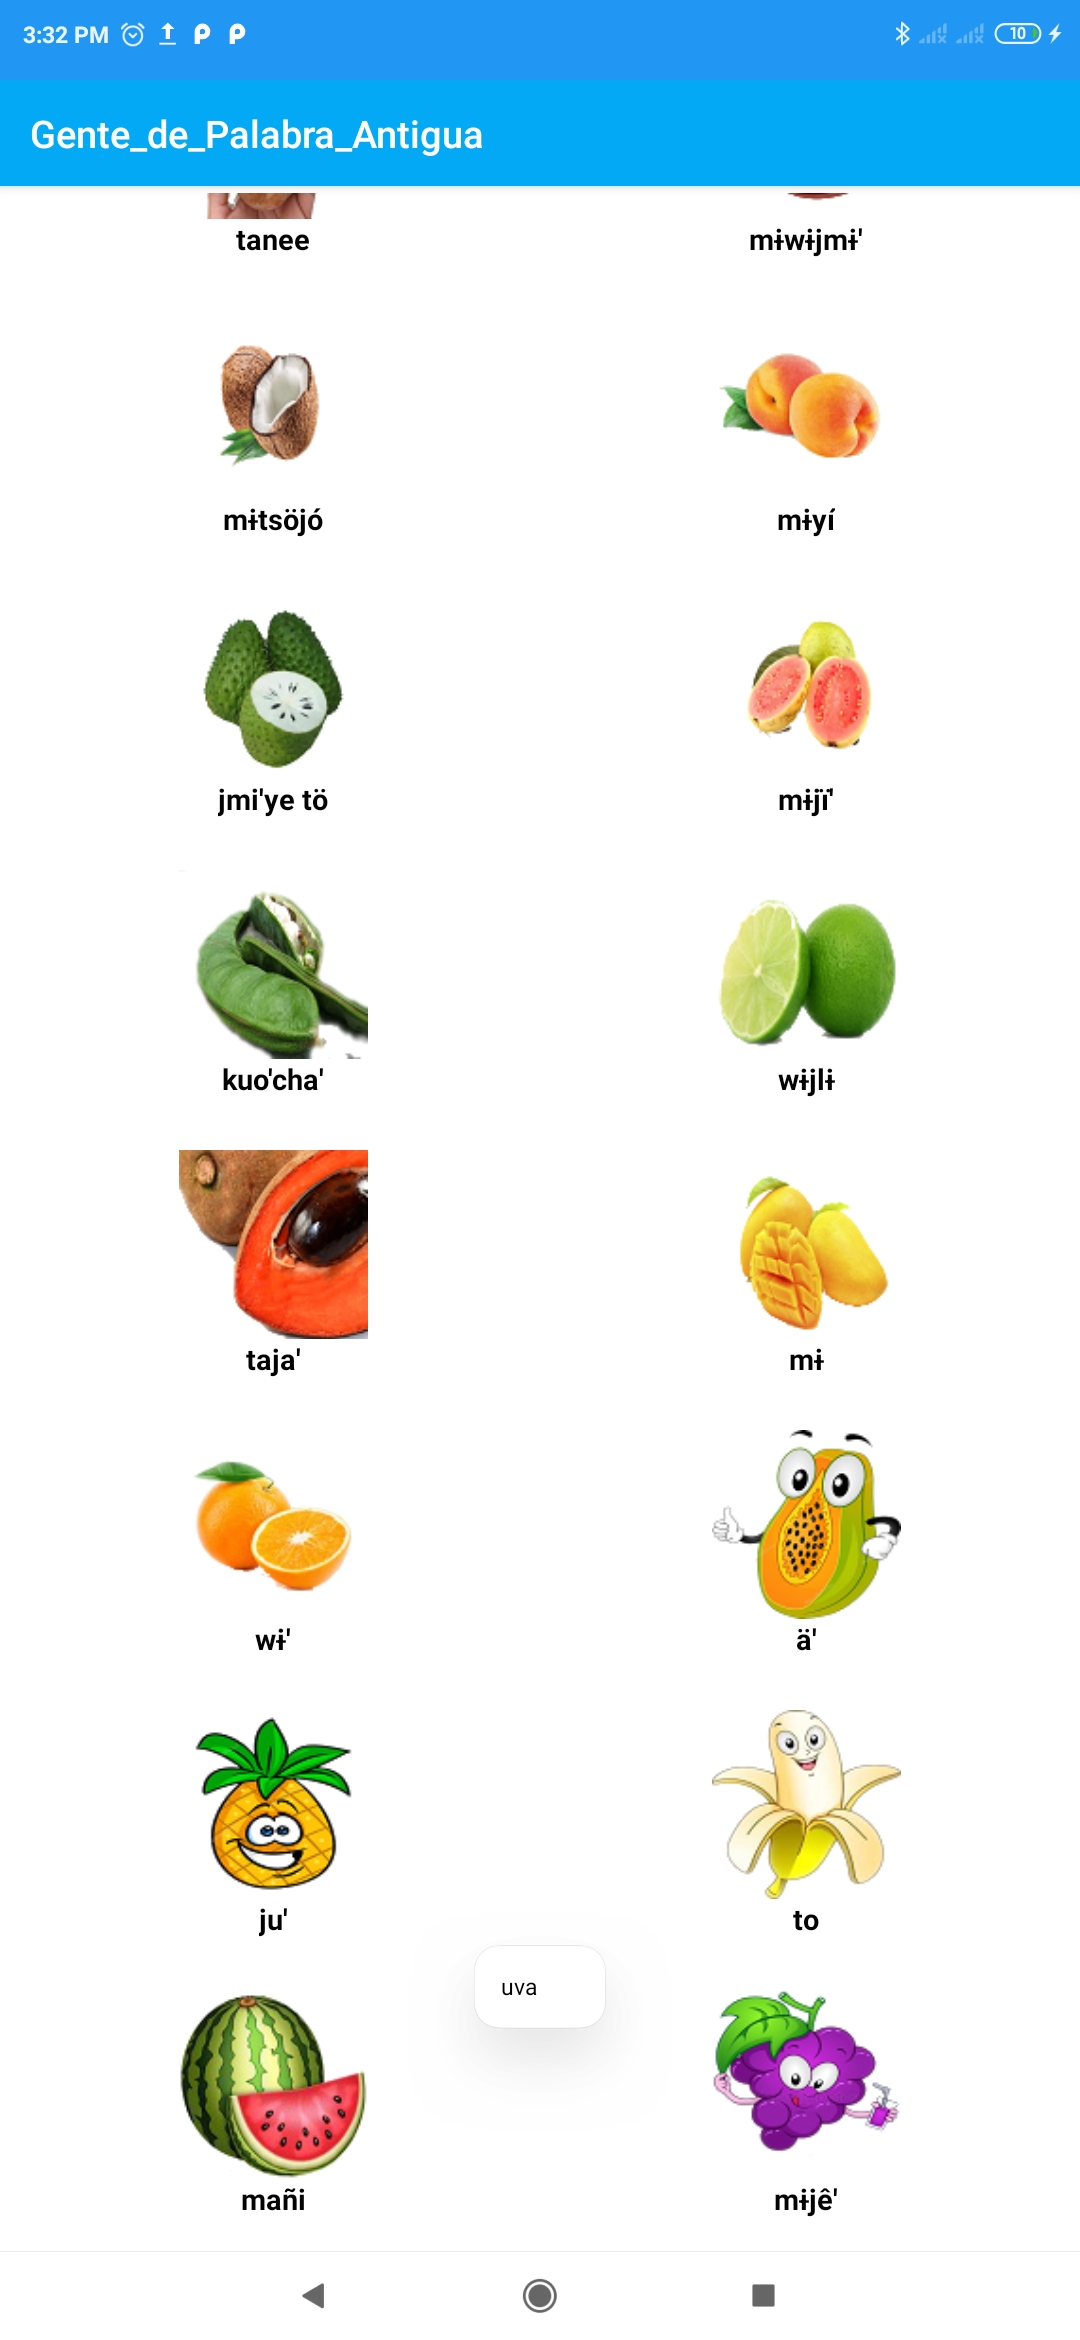 3:32 PM
10
Gente_de_Palabra_Antigua
tanee
mɨwɨjmɨ'
mɨtsöjó
mɨyí
jmi'ye tö
mɨjï'
kuo'cha'
wɨjlɨ
taja'
mɨ
wɨ'
ä'
ju'
to
uva
mañi
mɨjê'